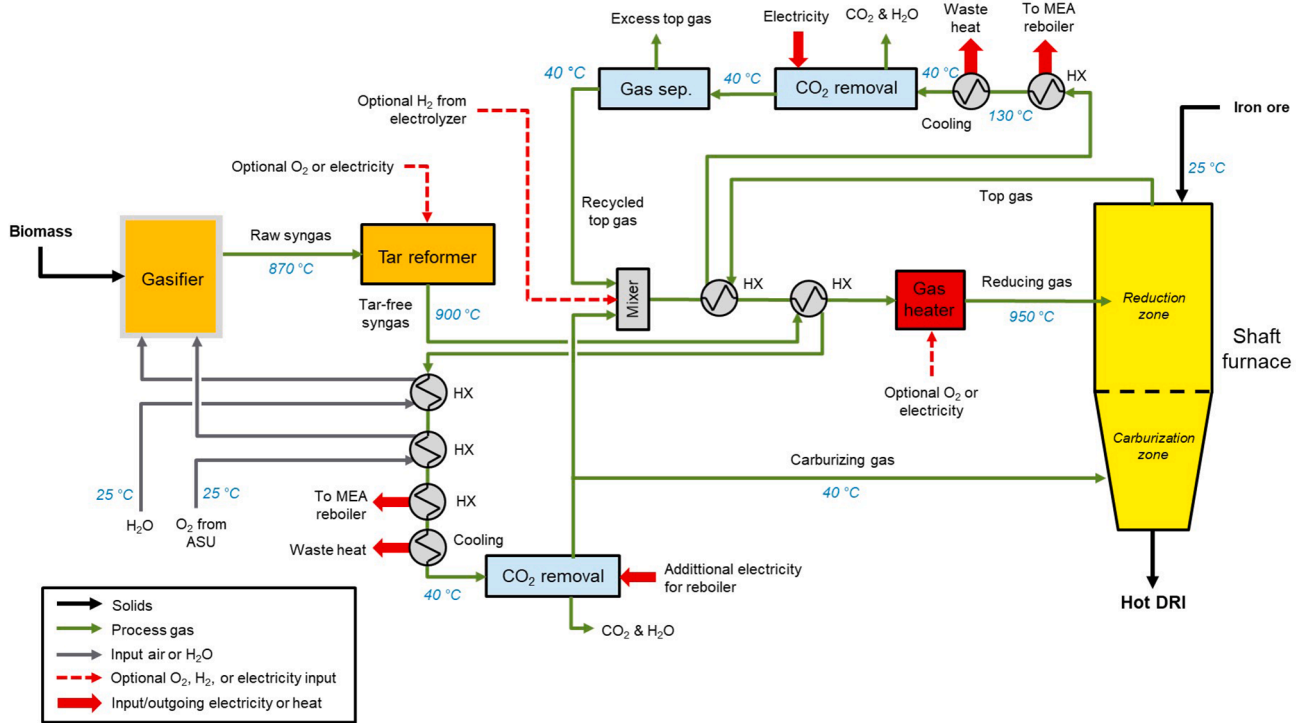 Excess top gas
Electricity
CO₂ & H₂O
Waste
heat
To MEA
reboiler
40 °C
Gas sep.
40 °C
CO₂ removal
40 °C
HX
Cooling
130 °C
Optional H₂ from
electrolyzer
Iron ore
25 °C
Optional O₂ or electricity
Recycled
top gas
Top gas
Biomass
Gasifier
Raw syngas
870 °C
Tar reformer
Tar-free
syngas
900 °C
Mixer
HX
HX
Gas
heater
Reducing gas
950 °C
Reduction
zone
Shaft
furnace
Optional O₂ or
electricity
HX
HX
Carburization
zone
Carburizing gas
40 °C
25 °C
25 °C
H₂O
O₂ from
ASU
To MEA
reboiler
HX
Waste heat
Cooling
40 °C
CO₂ removal
Additional electricity
for reboiler
CO₂ & H₂O
Hot DRI
Solids
Process gas
Input air or H₂O
Optional O₂, H₂, or electricity input
Input/outgoing electricity or heat